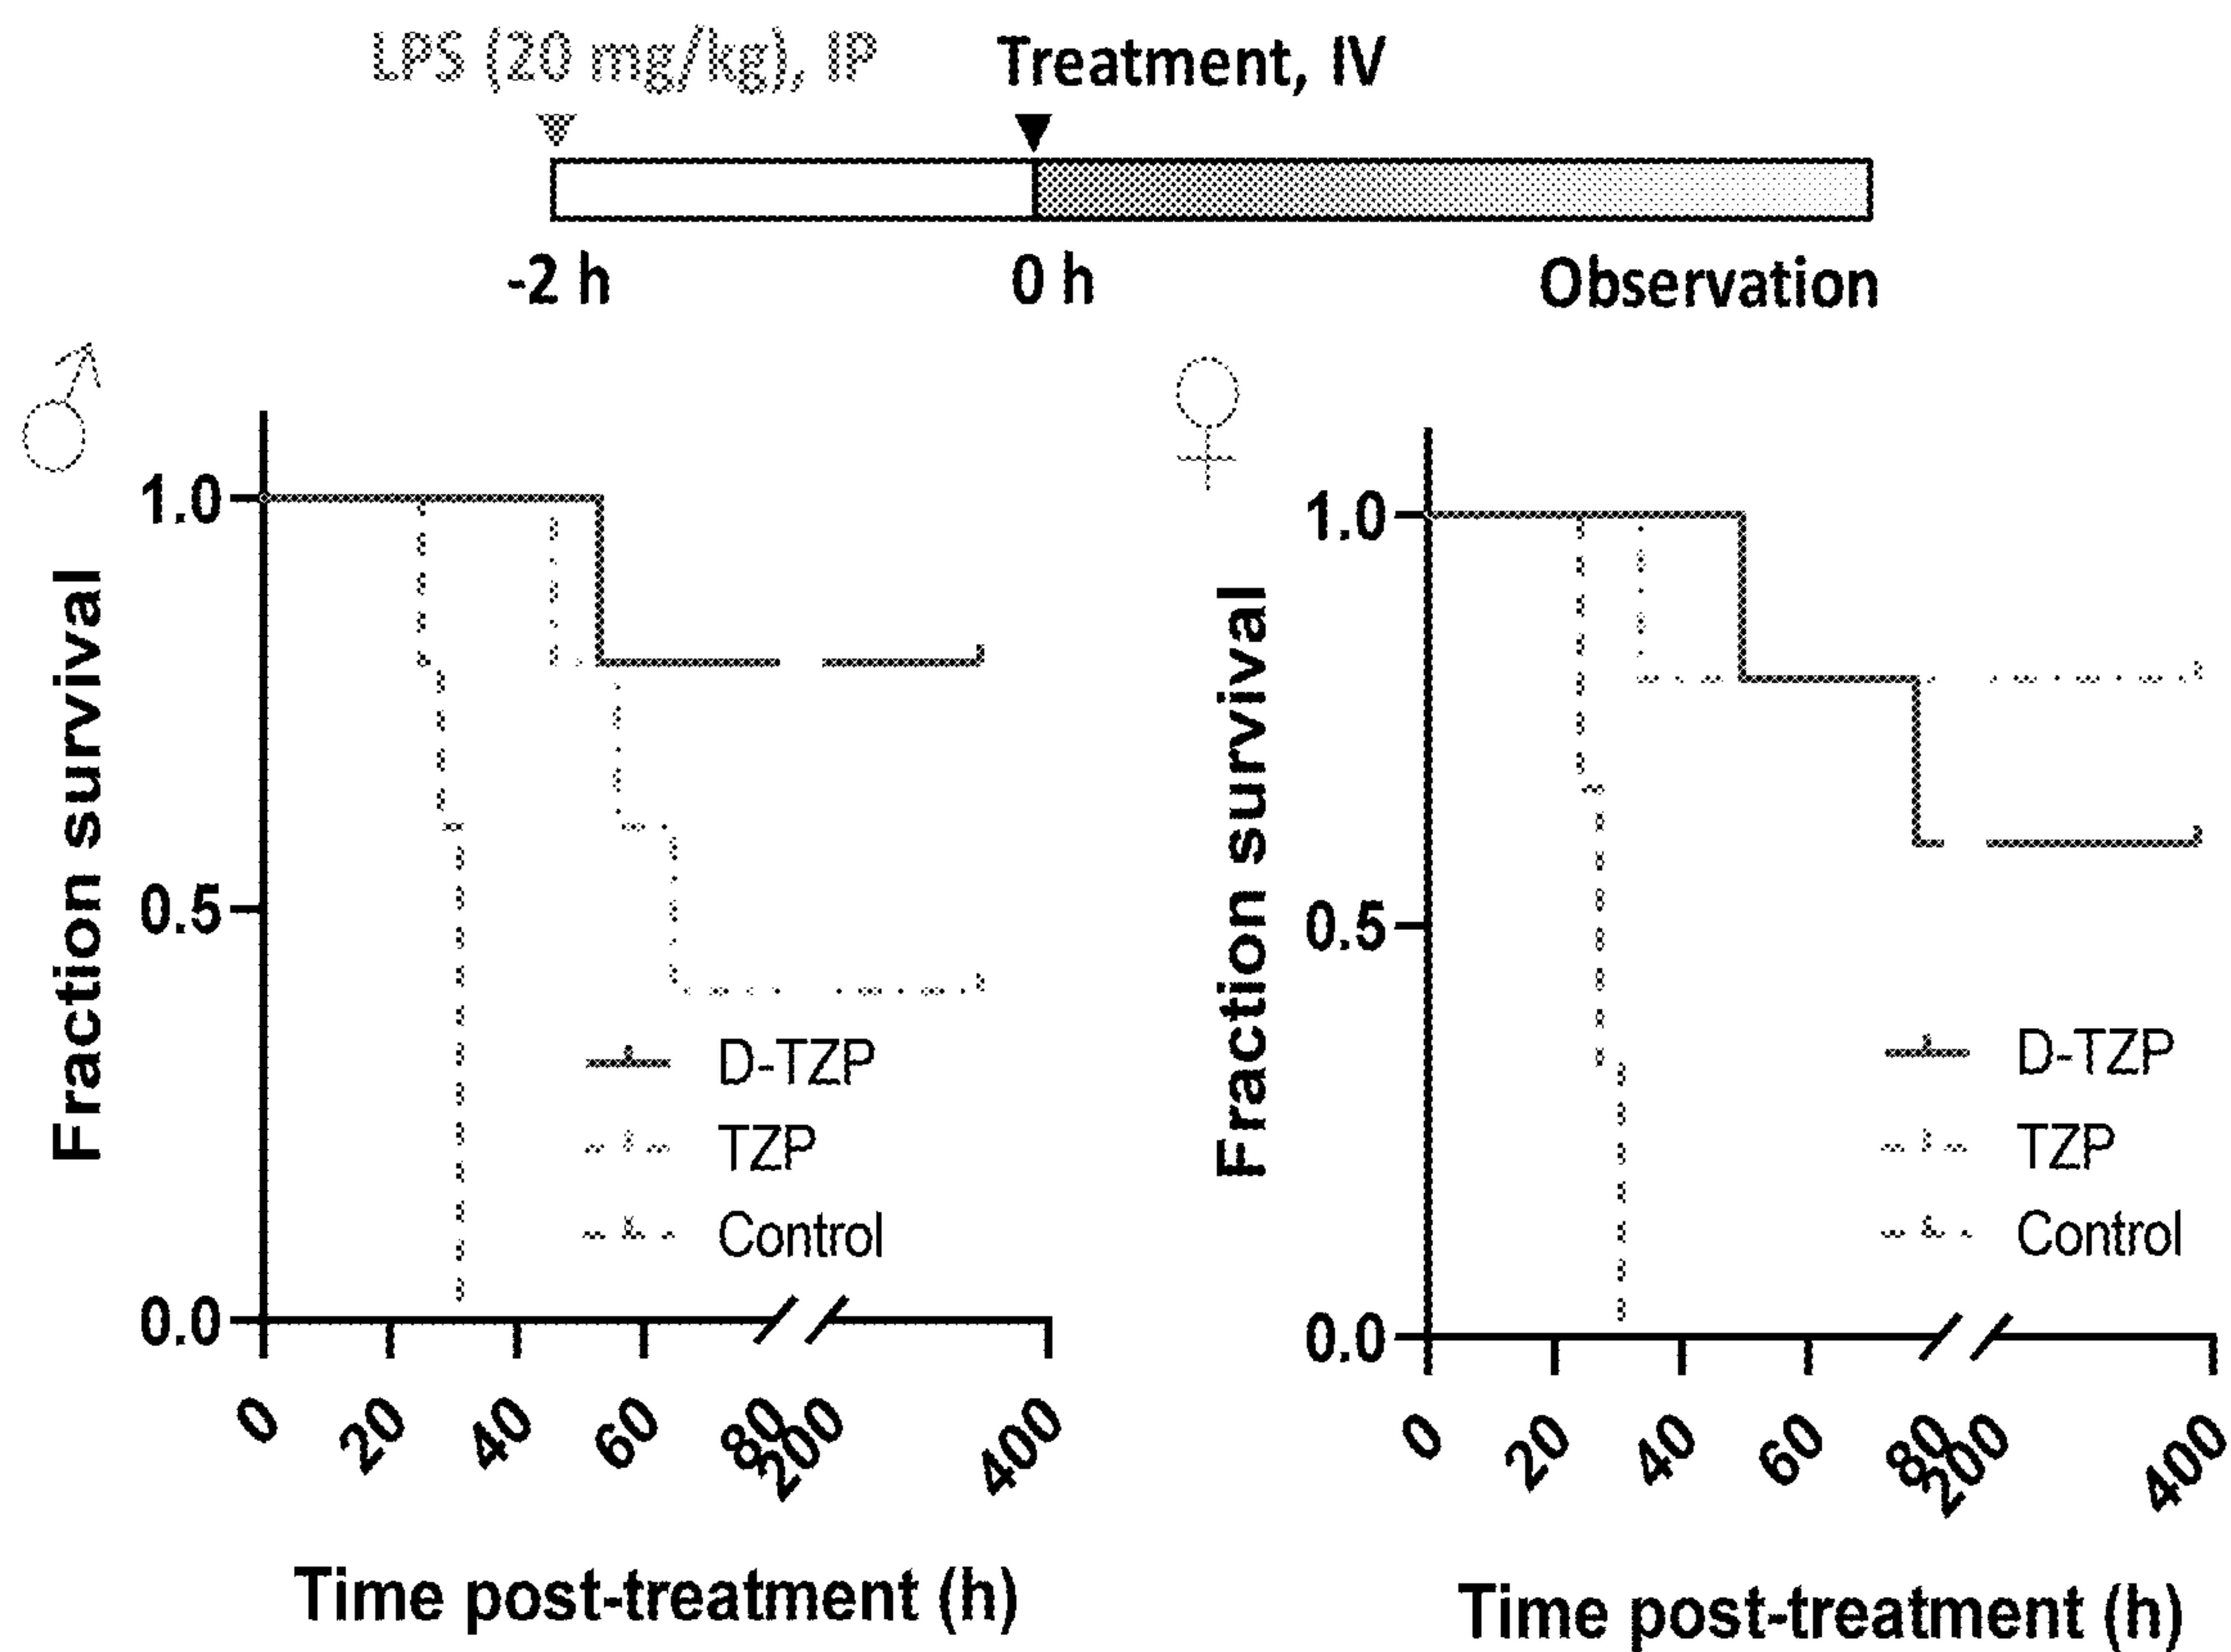 LPS (20 mg/kg), IP
Treatment, IV
-2 h
0 h
Observation
♂
Fraction survival
1.0
0.5
0.0
D-TZP
TZP
Control
0
20
40
60
80
200
400
Time post-treatment (h)
♀
Fraction survival
1.0
0.5
0.0
D-TZP
TZP
Control
0
20
40
60
80
200
400
Time post-treatment (h)